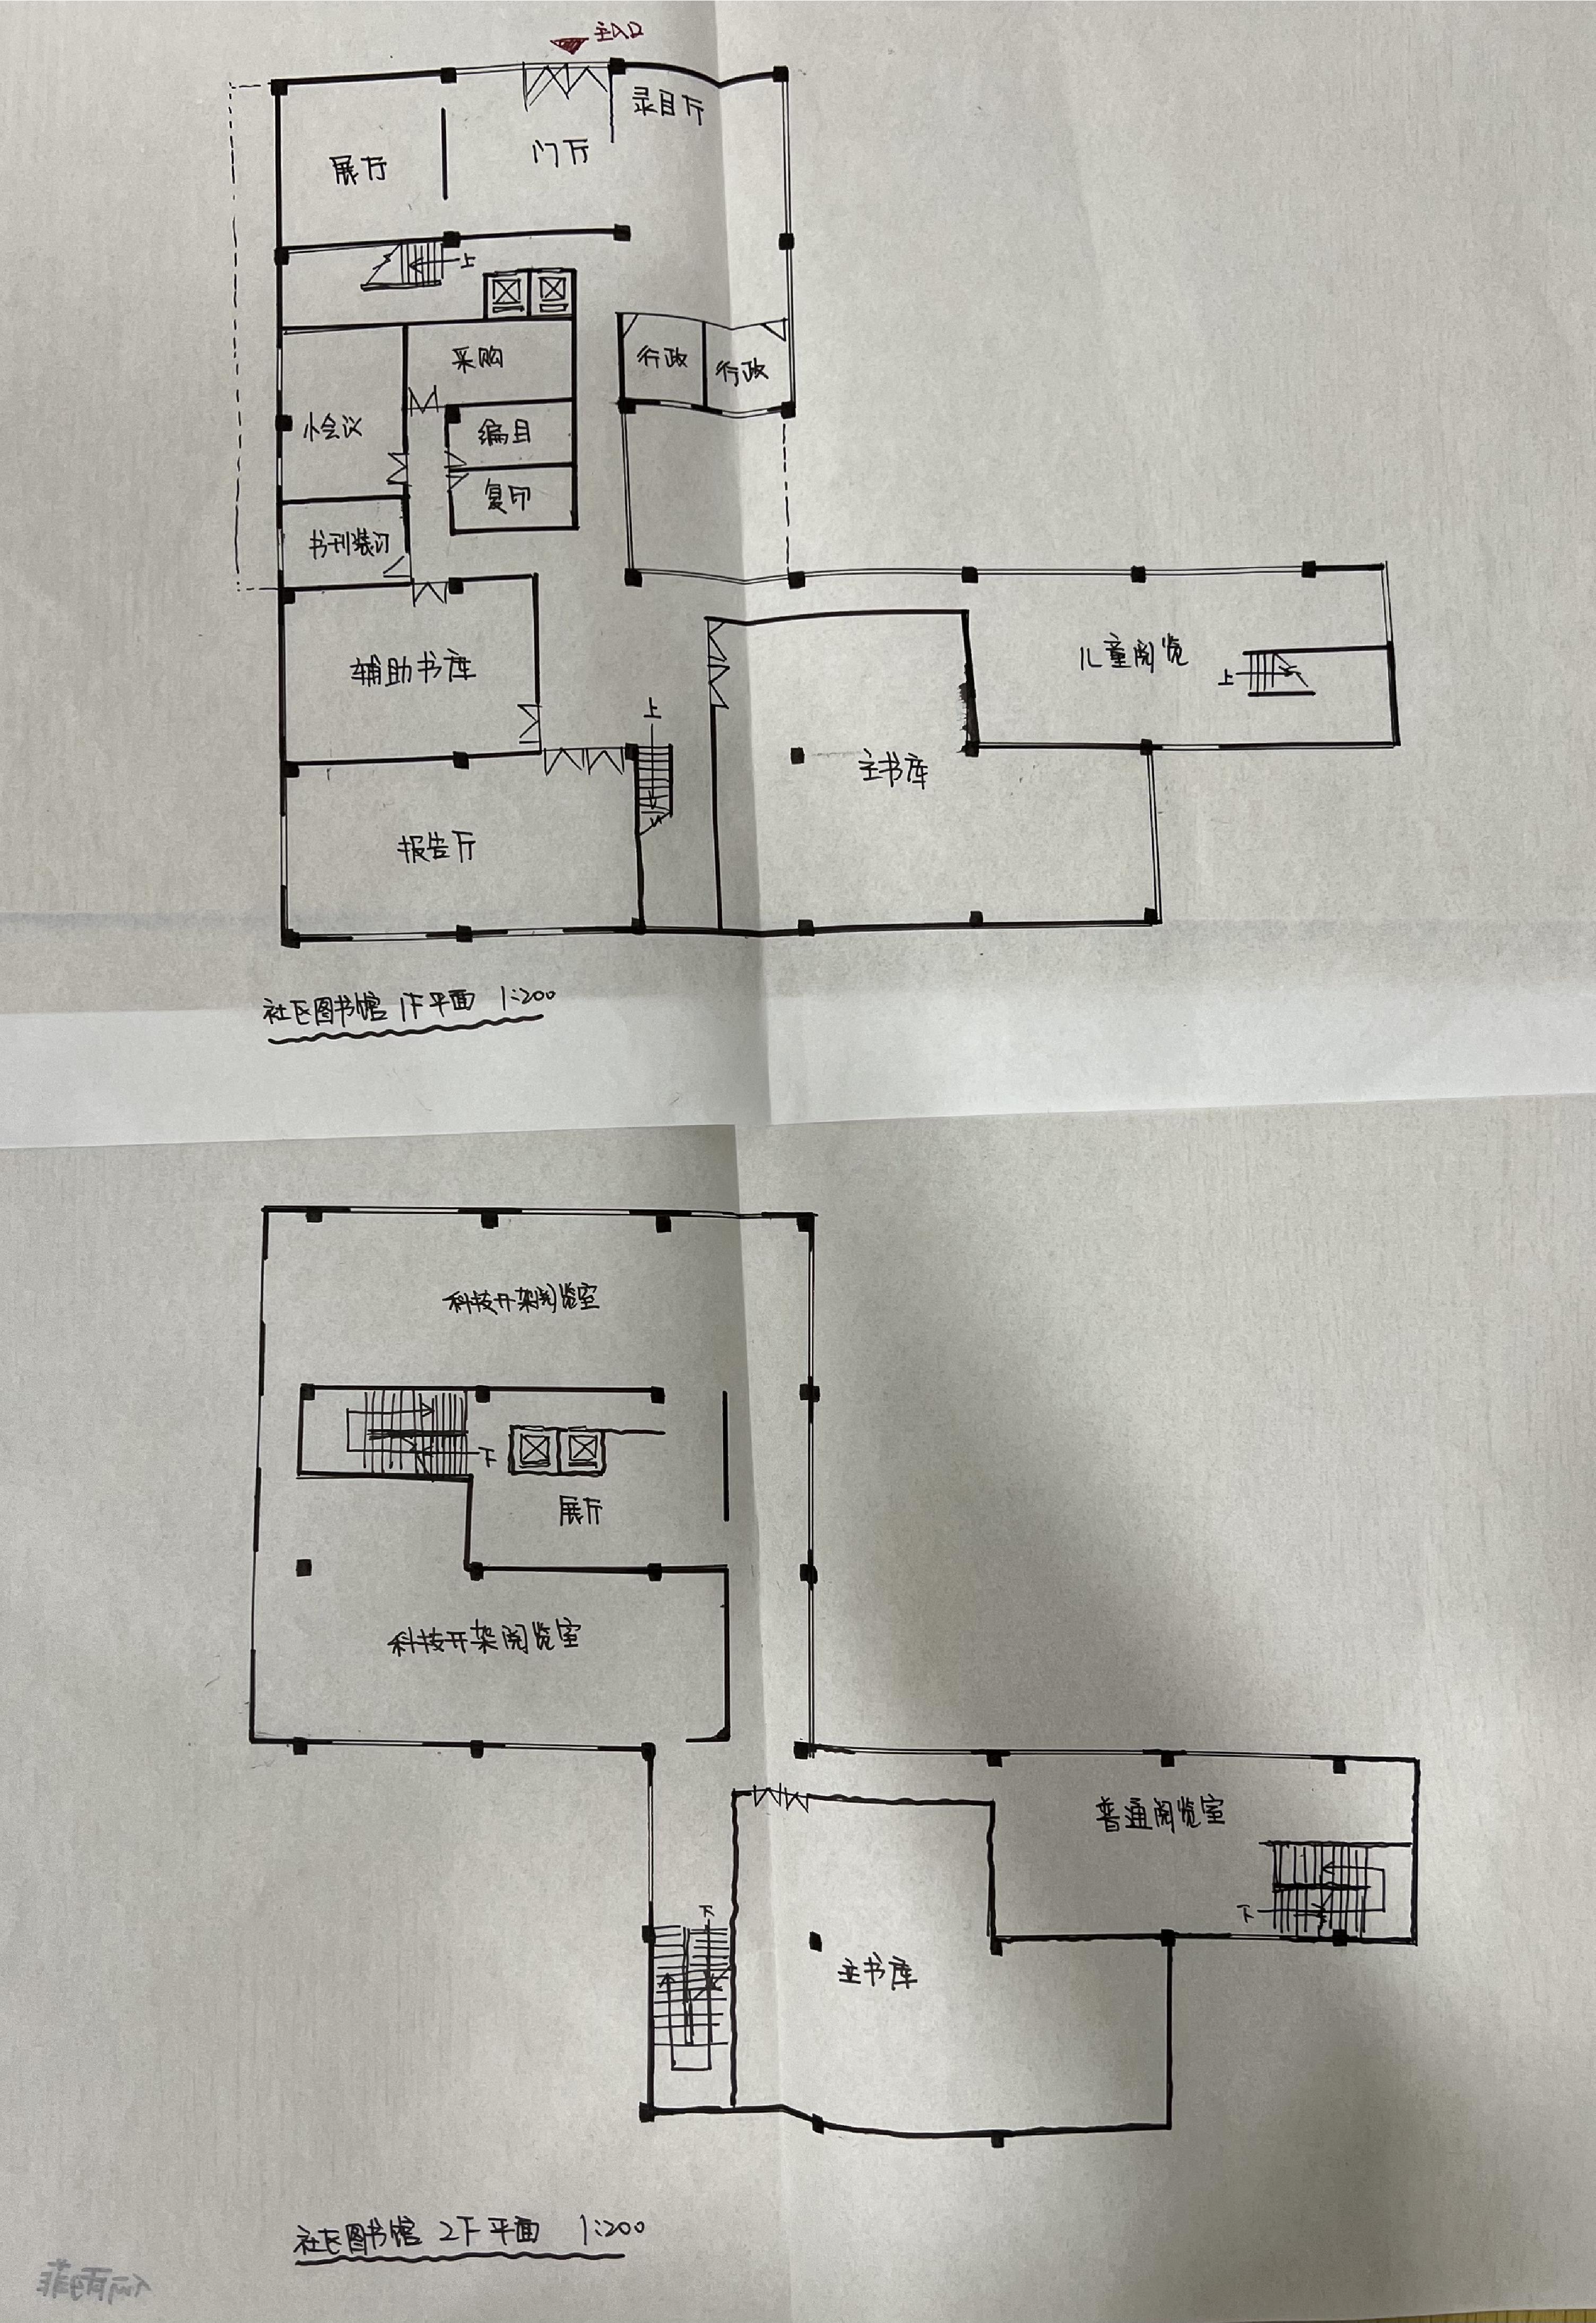 主入口
录目厅
门厅
展厅
上
采购
行政
行政
小会议
编目
复印
书刊装订
辅助书库
儿童阅览
上
上
主书库
报告厅
社区图书馆 1F平面 1:200
科技开架阅览室
下
展厅
科技开架阅览室
普通阅览室
下
下
主书库
社区图书馆 2F平面 1:200